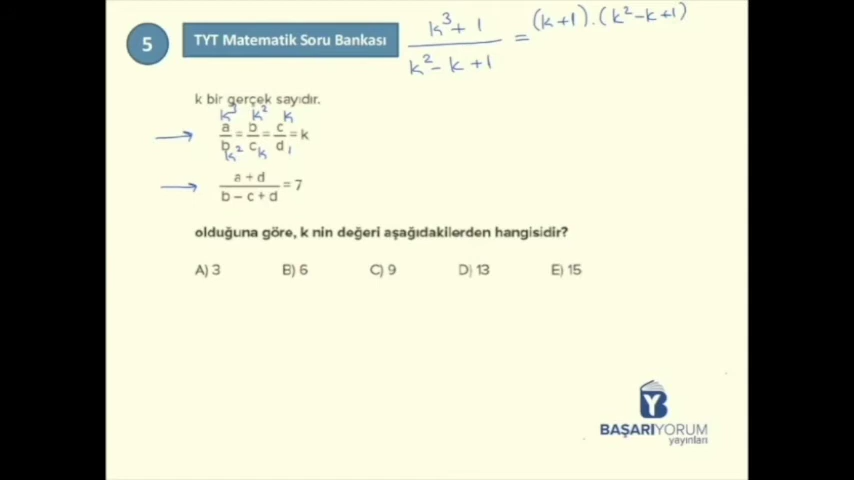 5
TYT Matematik Soru Bankası
k³ + 1 / k² - k + 1 = (k+1).(k²-k+1)
k bir gerçek sayıdır.
k³ k² k
a/b = b/c = c/d = k
k² k 1
a + d / b – c + d = 7
olduğuna göre, k nin değeri aşağıdakilerden hangisidir?
A) 3 B) 6 C) 9 D) 13 E) 15
BAŞARIYORUM
yayınları